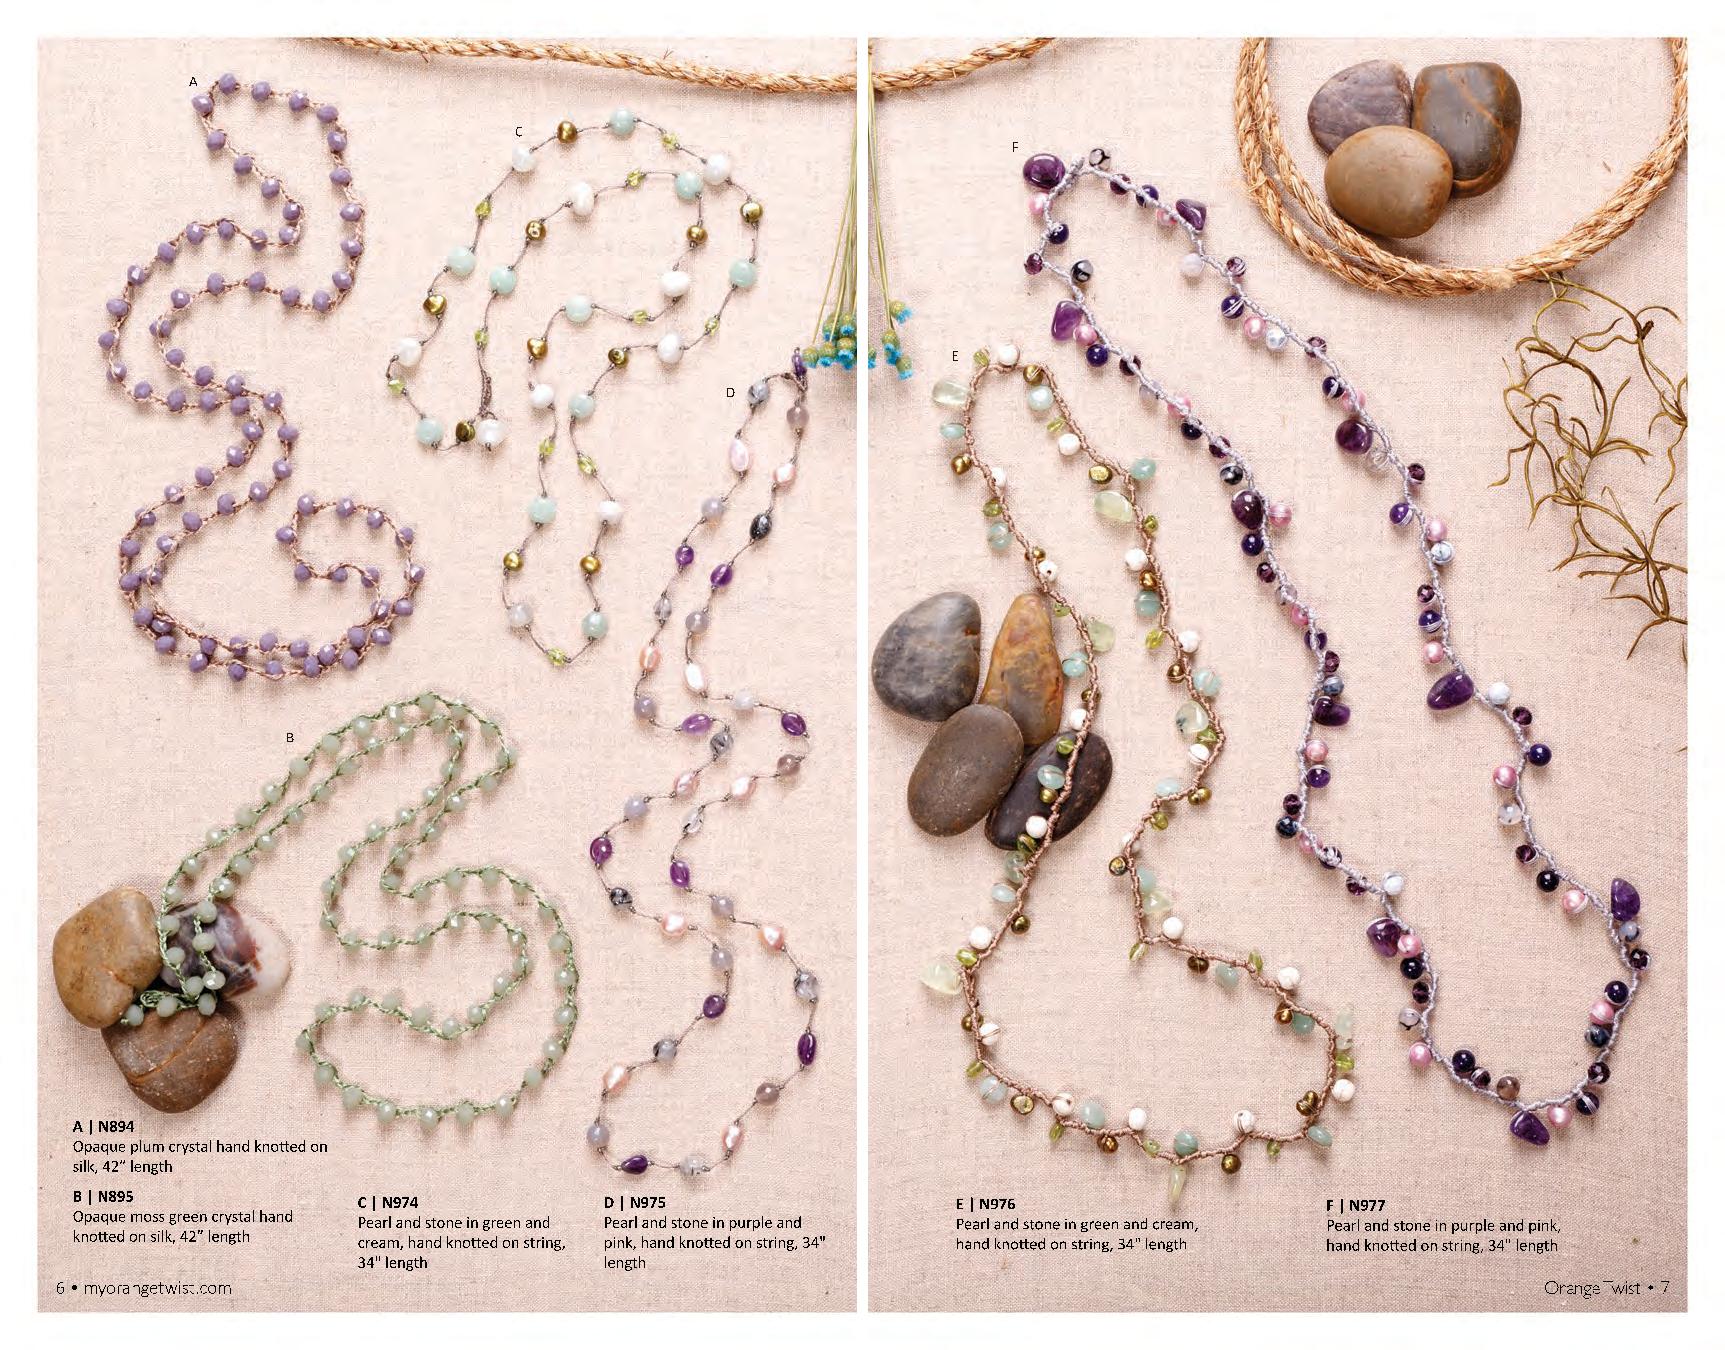 A
C
D
B
A | N894
Opaque plum crystal hand knotted on
silk, 42" length
B | N895
Opaque moss green crystal hand
knotted on silk, 42" length
C | N974
Pearl and stone in green and
cream, hand knotted on string,
34" length
D | N975
Pearl and stone in purple and
pink, hand knotted on string, 34"
length
6 • myorangetwist.com
F
E
E | N976
Pearl and stone in green and cream,
hand knotted on string, 34" length
F | N977
Pearl and stone in purple and pink,
hand knotted on string, 34" length
OrangeTwist • 7